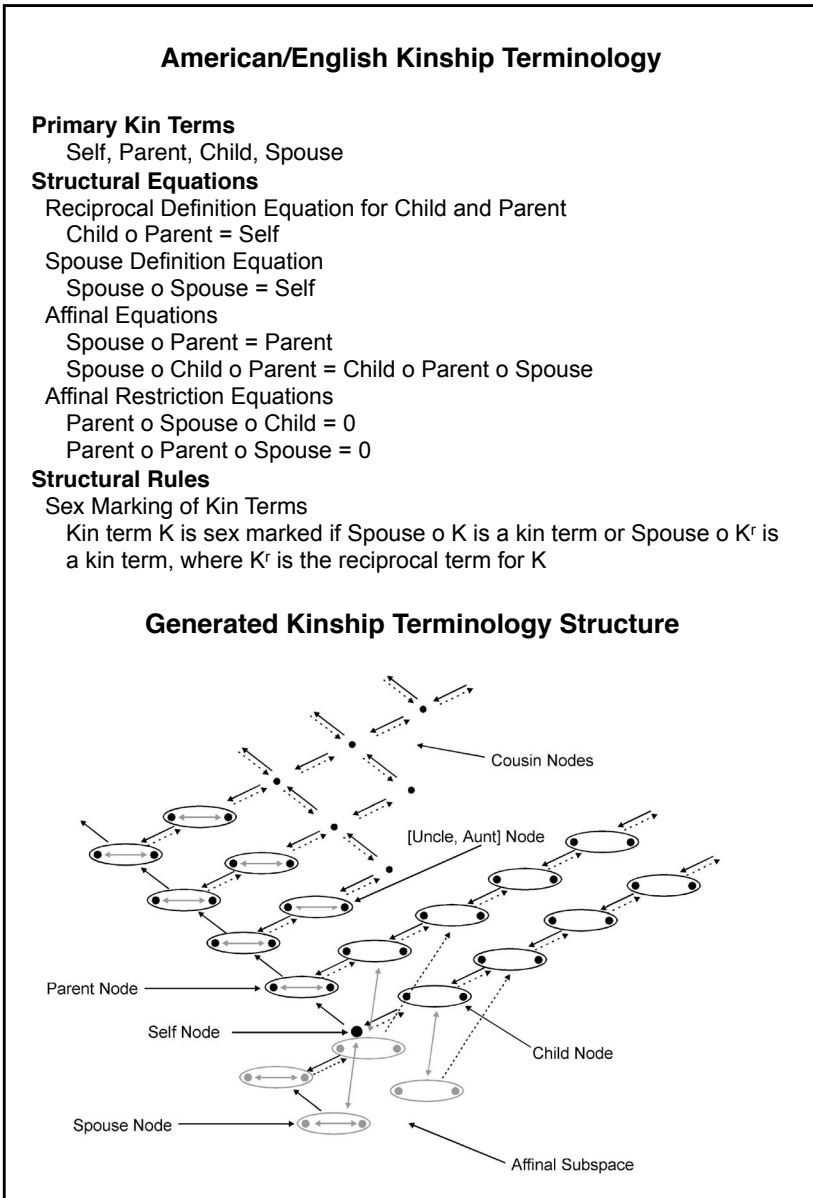 American/English Kinship Terminology
Primary Kin Terms
Self, Parent, Child, Spouse
Structural Equations
Reciprocal Definition Equation for Child and Parent
Child o Parent = Self
Spouse Definition Equation
Spouse o Spouse = Self
Affinal Equations
Spouse o Parent = Parent
Spouse o Child o Parent = Child o Parent o Spouse
Affinal Restriction Equations
Parent o Spouse o Child = 0
Parent o Parent o Spouse = 0
Structural Rules
Sex Marking of Kin Terms
Kin term K is sex marked if Spouse o K is a kin term or Spouse o Kʳ is
a kin term, where Kʳ is the reciprocal term for K
Generated Kinship Terminology Structure
Cousin Nodes
[Uncle, Aunt] Node
Parent Node
Self Node
Child Node
Spouse Node
Affinal Subspace